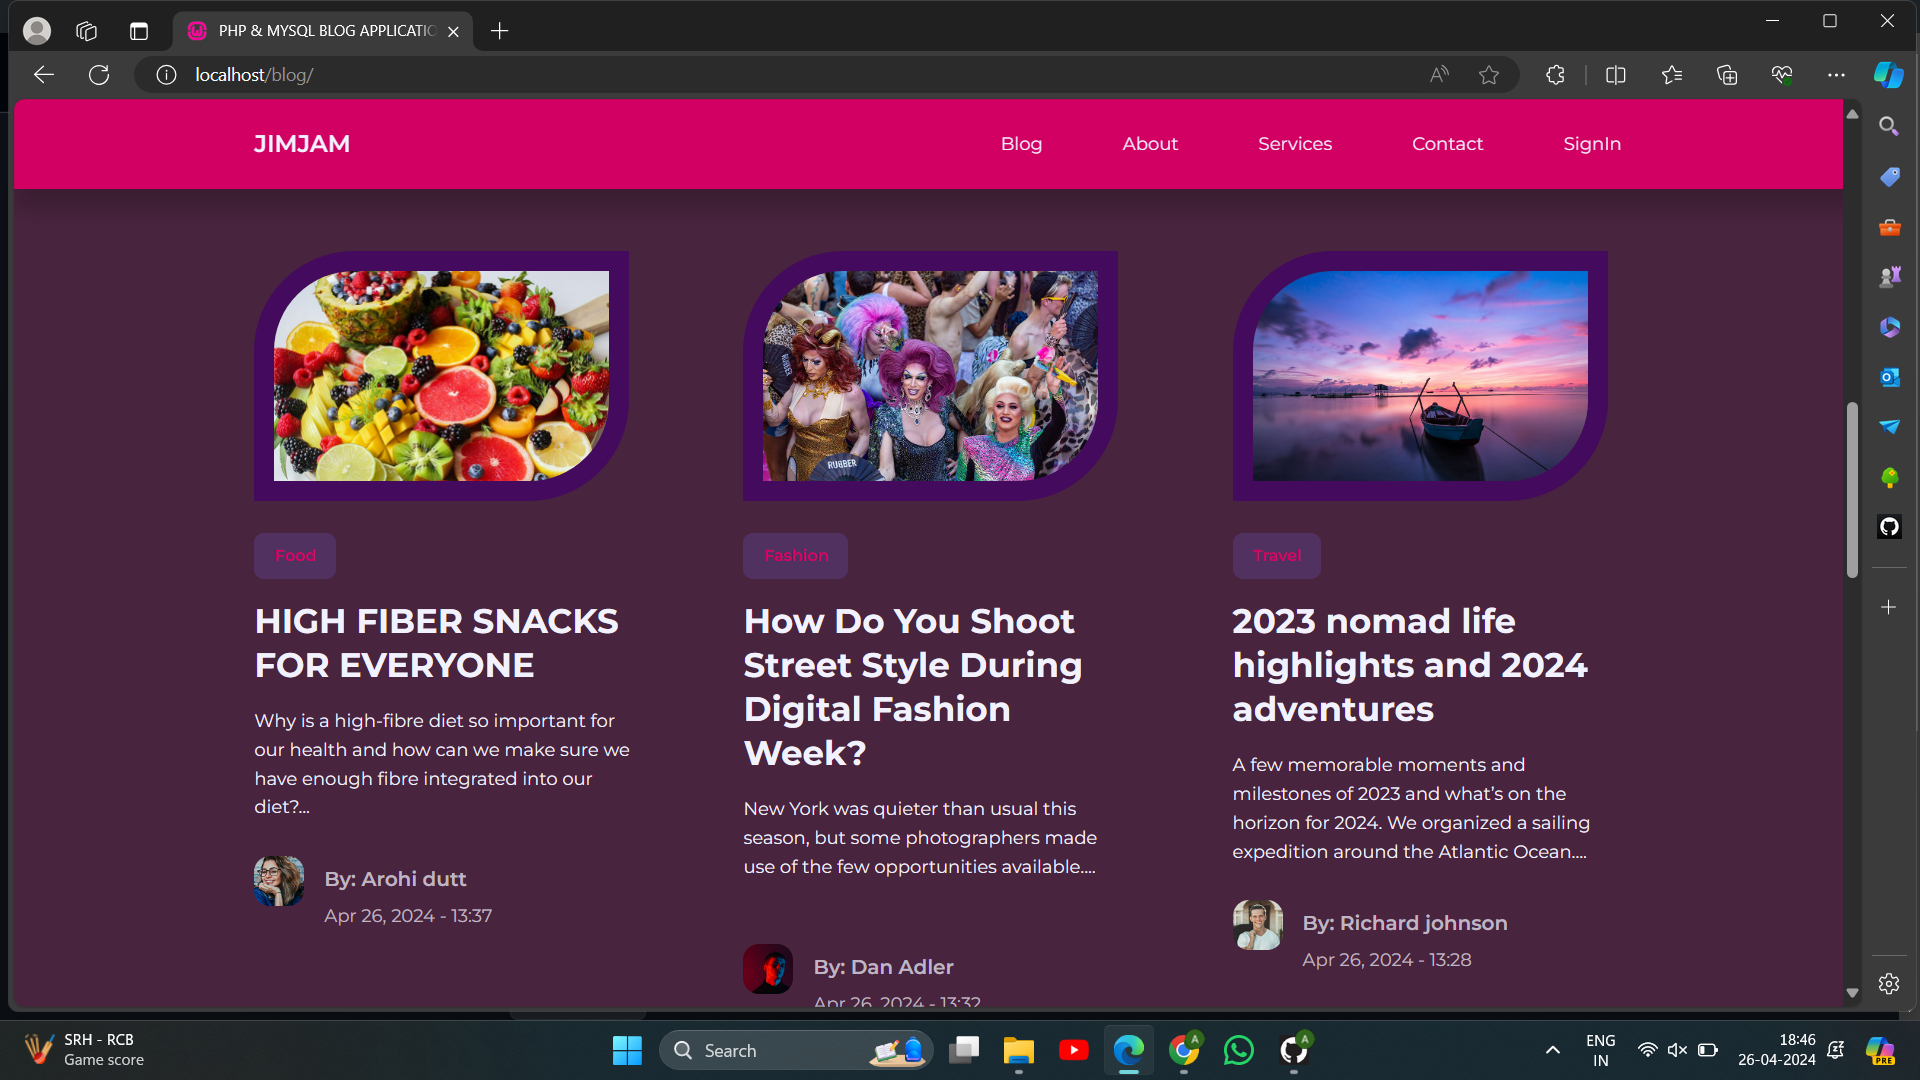 PHP & MYSQL BLOG APPLICATIO
localhost/blog/
JIMJAM
Blog
About
Services
Contact
SignIn
RUBBER
Food
HIGH FIBER SNACKS
FOR EVERYONE
Why is a high-fibre diet so important for
our health and how can we make sure we
have enough fibre integrated into our
diet?...
By: Arohi dutt
Apr 26, 2024 - 13:37
Fashion
How Do You Shoot
Street Style During
Digital Fashion
Week?
New York was quieter than usual this
season, but some photographers made
use of the few opportunities available....
By: Dan Adler
Apr 26, 2024 - 13:32
Travel
2023 nomad life
highlights and 2024
adventures
A few memorable moments and
milestones of 2023 and what’s on the
horizon for 2024. We organized a sailing
expedition around the Atlantic Ocean....
By: Richard johnson
Apr 26, 2024 - 13:28
SRH - RCB
Game score
Search
A
A
ENG
IN
18:46
26-04-2024
PRE